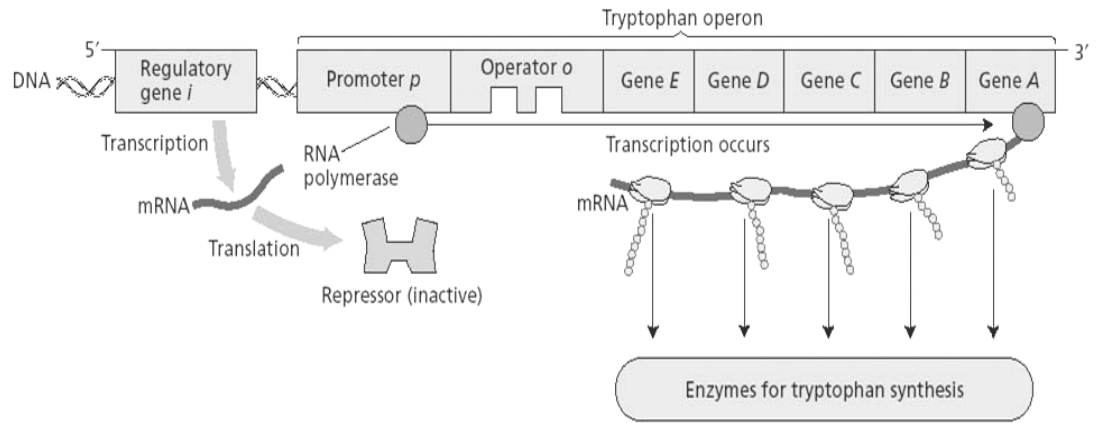 Tryptophan operon
5′
3′
DNA
Regulatory
gene i
Promoter p
Operator o
Gene E
Gene D
Gene C
Gene B
Gene A
Transcription
RNA
polymerase
Transcription occurs
mRNA
mRNA
Translation
Repressor (inactive)
Enzymes for tryptophan synthesis